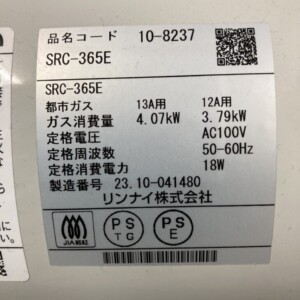 品名コード 10-8237
SRC-365E
SRC-365E
都市ガス 13A用 12A用
ガス消費量 4.07kW 3.79kW
定格電圧 AC100V
定格周波数 50-60Hz
定格消費電力 18W
製造番号 23.10-041480
リンナイ株式会社
JIA
PS
TG
PS
E